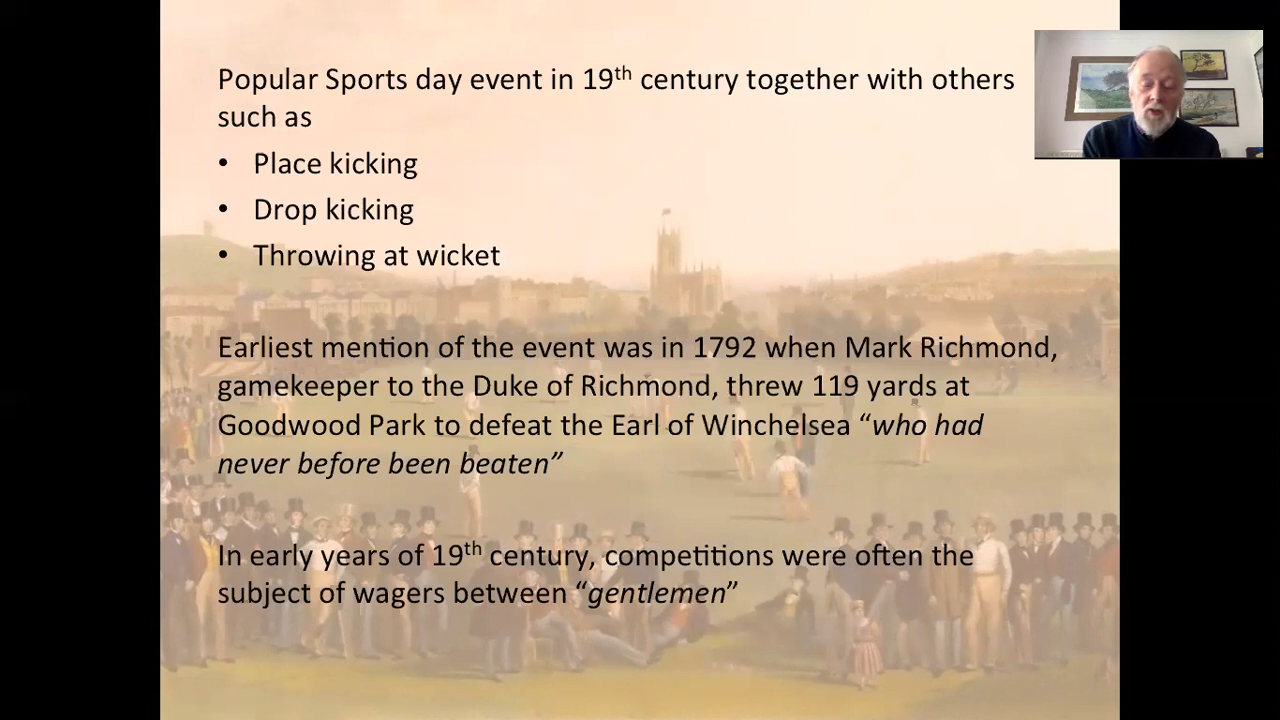 Popular Sports day event in 19th century together with others
such as
• Place kicking
• Drop kicking
• Throwing at wicket
Earliest mention of the event was in 1792 when Mark Richmond,
gamekeeper to the Duke of Richmond, threw 119 yards at
Goodwood Park to defeat the Earl of Winchelsea “who had
never before been beaten”
In early years of 19th century, competitions were often the
subject of wagers between “gentlemen”